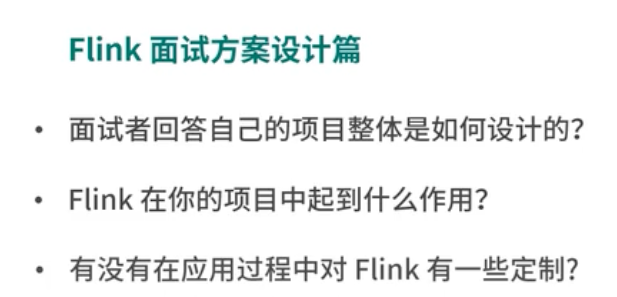 Flink 面试方案设计篇
• 面试者回答自己的项目整体是如何设计的?
• Flink 在你的项目中起到什么作用?
• 有没有在应用过程中对 Flink 有一些定制?